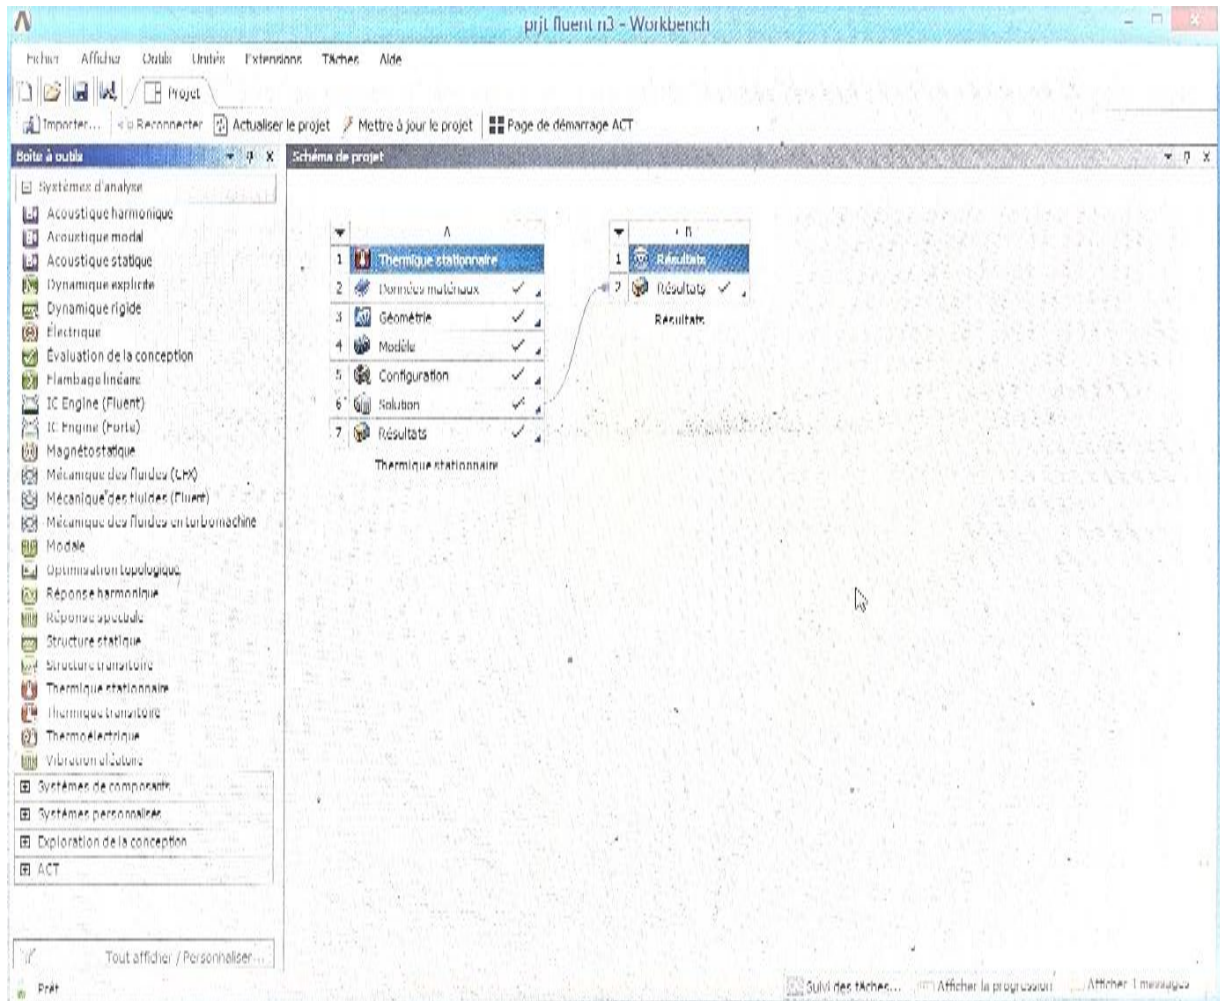 prjt fluent n3 - Workbench
Fichier Afficher Outils Unités Extensions Tâches Aide
Projet
Importer... Reconnecter Actualiser le projet Mettre à jour le projet Page de démarrage ACT
Boîte à outils
Schéma de projet
Systèmes d'analyse
Acoustique harmonique
Acoustique modal
Acoustique statique
Dynamique explicite
Dynamique rigide
Électrique
Évaluation de la conception
Flambage linéaire
IC Engine (Fluent)
IC Engine (Forte)
Magnétostatique
Mécanique des fluides (CFX)
Mécanique des fluides (Fluent)
Mécanique des fluides en turbomachine
Modale
Optimisation topologique
Réponse harmonique
Réponse spectrale
Structure statique
Structure transitoire
Thermique stationnaire
Thermique transitoire
Thermoélectrique
Vibration aléatoire
Systèmes de composants
Systèmes personnalisés
Exploration de la conception
ACT
Tout afficher / Personnaliser...
A
1 Thermique stationnaire
2 Données matériaux
3 Géométrie
4 Modèle
5 Configuration
6 Solution
7 Résultats
Thermique stationnaire
B
1 Résultats
2 Résultats
Résultats
Prêt
Suivi des tâches... Afficher la progression Afficher 1 messages